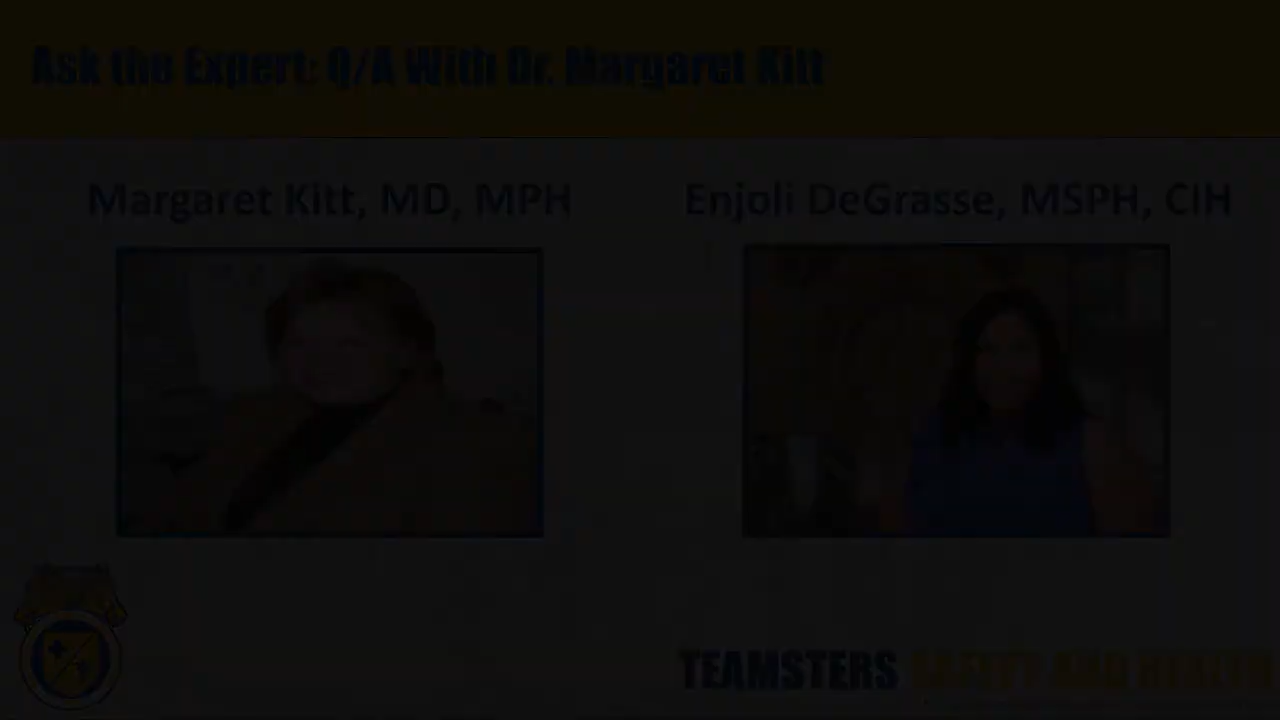 Ask the Expert: Q/A With Dr. Margaret Kitt
Margaret Kitt, MD, MPH
Enjoli DeGrasse, MSPH, CIH
TEAMSTERS SAFETY AND HEALTH